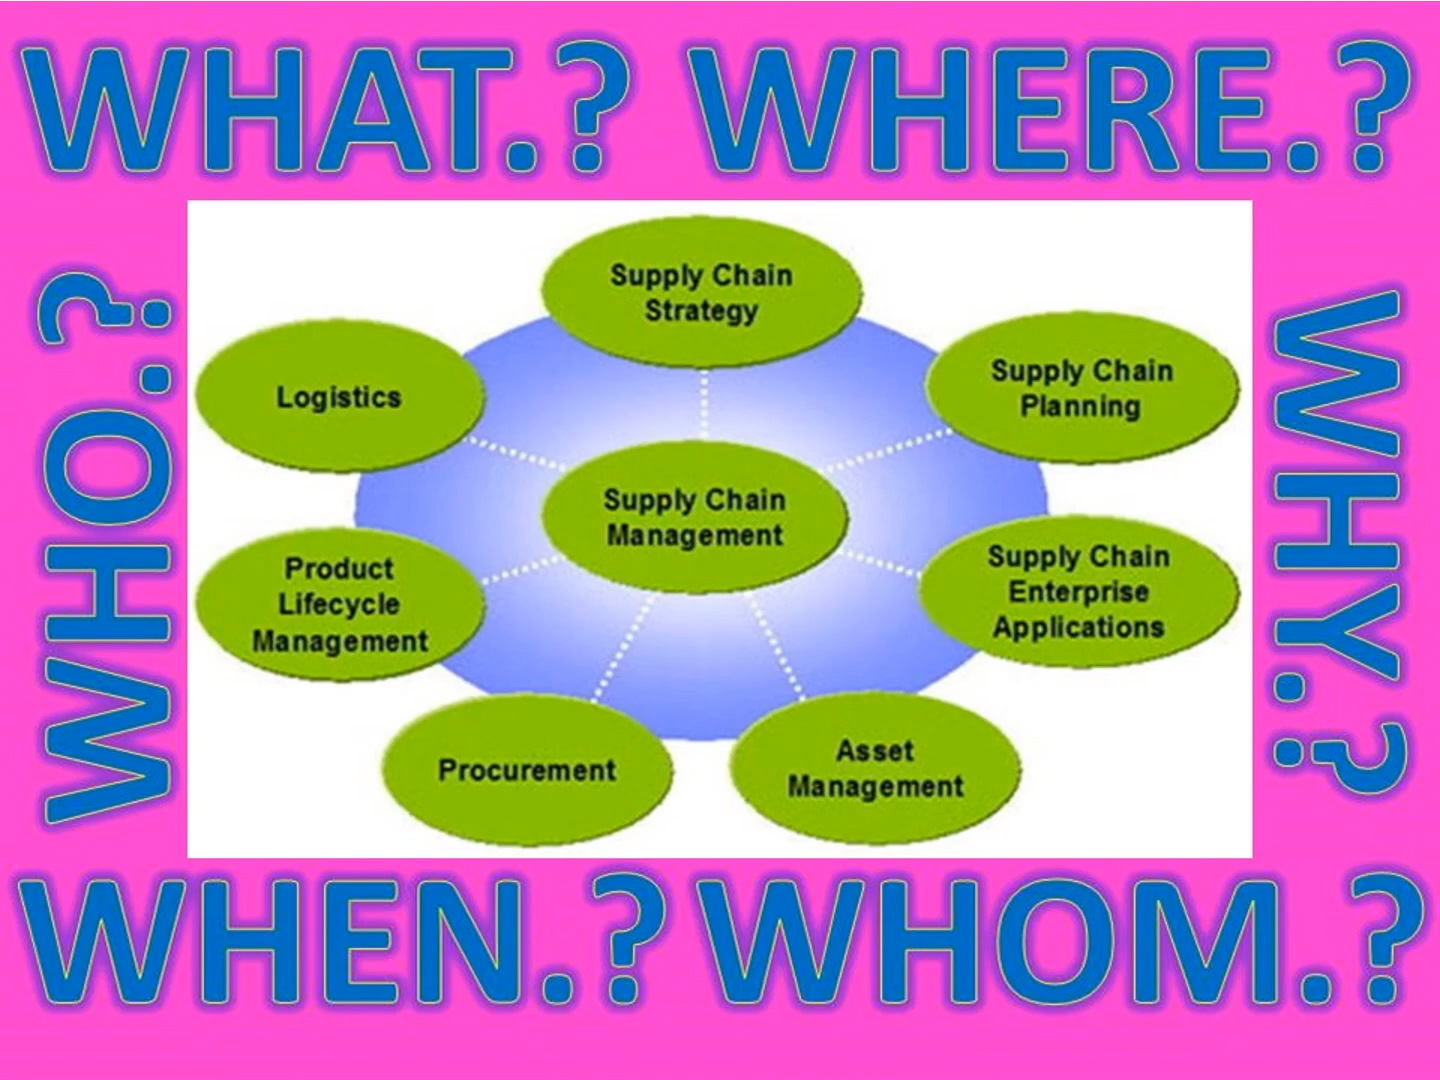 WHAT.? WHERE.?
WHO.?
WHY.?
Supply Chain
Strategy
Logistics
Supply Chain
Planning
Supply Chain
Management
Product
Lifecycle
Management
Supply Chain
Enterprise
Applications
Procurement
Asset
Management
WHEN.? WHOM.?